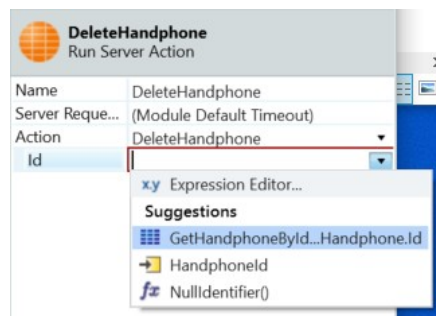 DeleteHandphone
Run Server Action
Name DeleteHandphone
Server Reque... (Module Default Timeout)
Action DeleteHandphone
Id
x.y Expression Editor...
Suggestions
GetHandphoneById...Handphone.Id
HandphoneId
fx NullIdentifier()